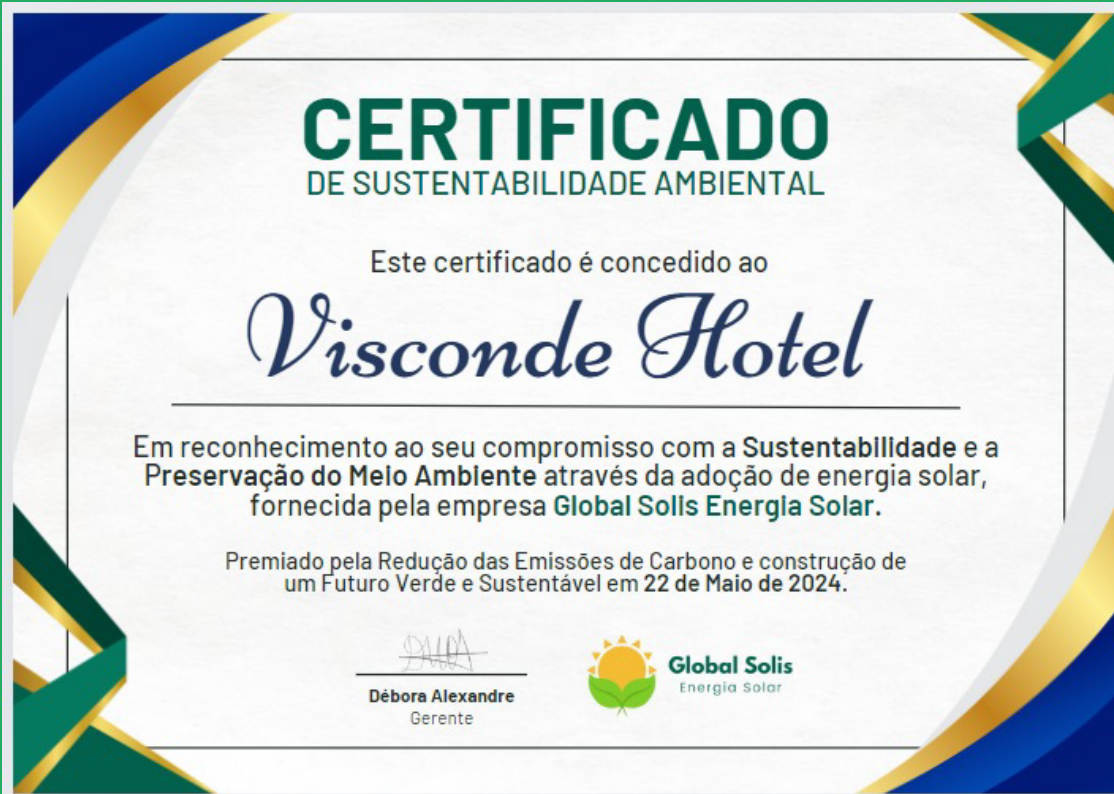 CERTIFICADO
DE SUSTENTABILIDADE AMBIENTAL
Este certificado é concedido ao
Visconde Hotel
Em reconhecimento ao seu compromisso com a Sustentabilidade e a
Preservação do Meio Ambiente através da adoção de energia solar,
fornecida pela empresa Global Solis Energia Solar.
Premiado pela Redução das Emissões de Carbono e construção de
um Futuro Verde e Sustentável em 22 de Maio de 2024.
Débora Alexandre
Gerente
Global Solis
Energia Solar